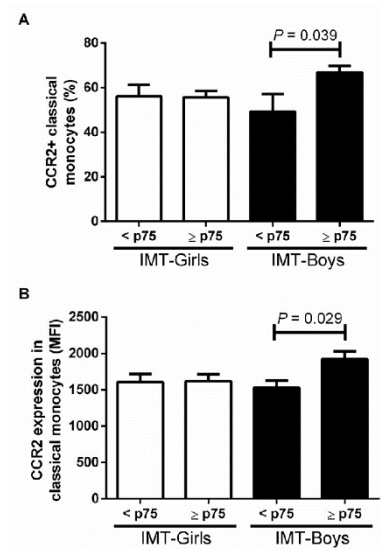 A
P = 0.039
CCR2+ classical
monocytes (%)
80
60
40
20
0
< p75 ≥ p75 < p75 ≥ p75
IMT-Girls IMT-Boys
B
P = 0.029
CCR2 expression in
classical monocytes (MFI)
2500
2000
1500
1000
500
0
< p75 ≥ p75 < p75 ≥ p75
IMT-Girls IMT-Boys